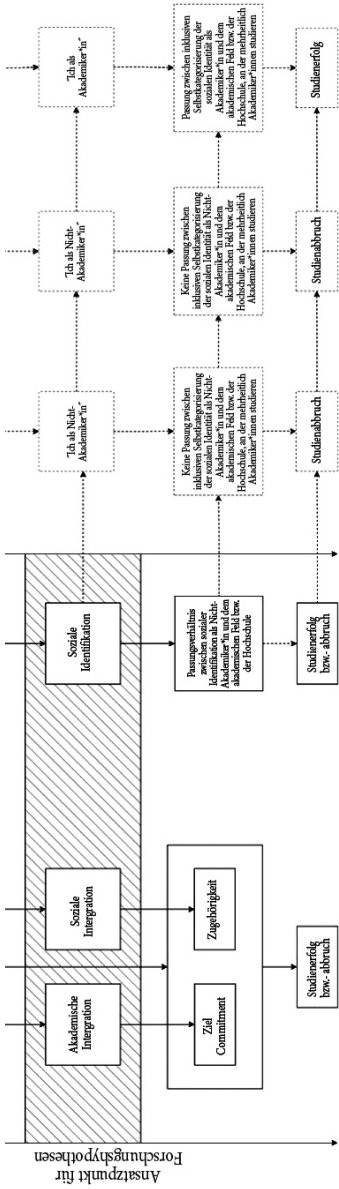 Ansatzpunkt für
Forschungshypothesen
Akademische
Intergration
Soziale
Intergration
Soziale
Identifikation
"Ich als Nicht-
Akademiker*in"
"Ich als Nicht-
Akademiker*in"
"Ich als
Akademiker*in"
Ziel
Commitment
Zugehörigkeit
Passungsverhältnis
zwischen sozialer
Identifikation als Nicht-
Akademiker*in und dem
akademischen Feld bzw.
der Hochschule
Keine Passung zwischen
inklusiven Selbstkategorisierung
der sozialen Identität als Nicht-
Akademiker*in und dem
akademischen Feld bzw. der
Hochschule, an der mehrheitlich
Akademiker*innen studieren
Keine Passung zwischen
inklusiven Selbstkategorisierung
der sozialen Identität als Nicht-
Akademiker*in und dem
akademischen Feld bzw. der
Hochschule, an der mehrheitlich
Akademiker*innen studieren
Passung zwischen inklusiven
Selbstkategorisierung der
sozialen Identität als
Akademiker*in und dem
akademischen Feld bzw. der
Hochschule, an der mehrheitlich
Akademiker*innen studieren
Studienerfolg
bzw.- abbruch
Studienerfolg
bzw.- abbruch
Studienabbruch
Studienabbruch
Studienerfolg